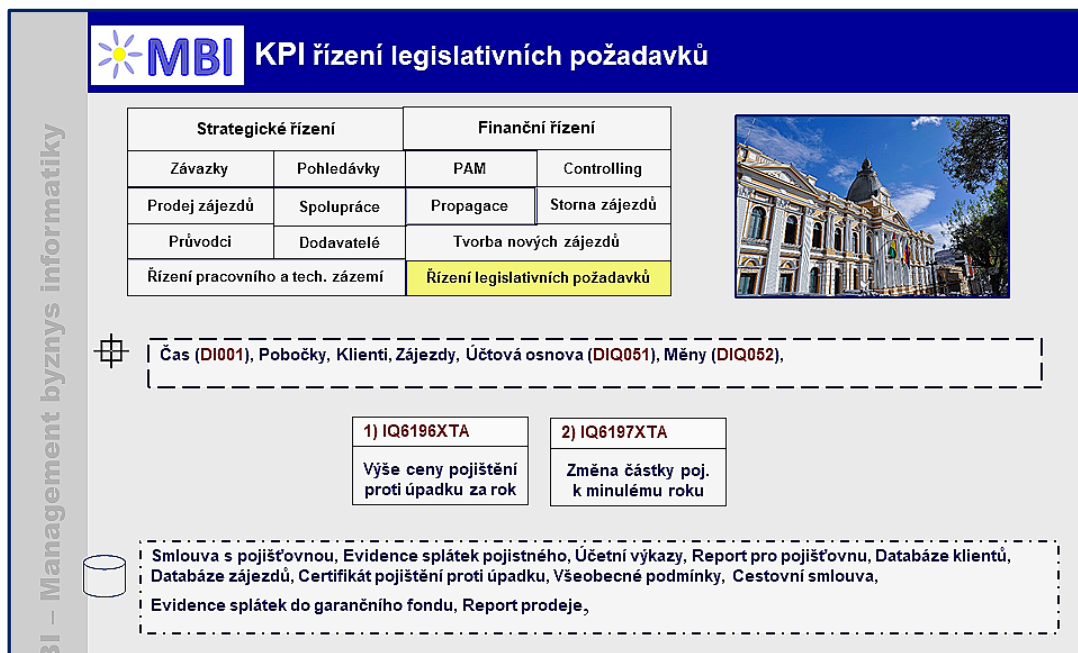 MBI KPI řízení legislativních požadavků
BI – Management byznys informatiky
Strategické řízení Finanční řízení
Závazky Pohledávky PAM Controlling
Prodej zájezdů Spolupráce Propagace Storna zájezdů
Průvodci Dodavatelé Tvorba nových zájezdů
Řízení pracovního a tech. zázemí Řízení legislativních požadavků
Čas (DI001), Pobočky, Klienti, Zájezdy, Účtová osnova (DIQ051), Měny (DIQ052),
1) IQ6196XTA
Výše ceny pojištění
proti úpadku za rok
2) IQ6197XTA
Změna částky poj.
k minulému roku
Smlouva s pojišťovnou, Evidence splátek pojistného, Účetní výkazy, Report pro pojišťovnu, Databáze klientů,
Databáze zájezdů, Certifikát pojištění proti úpadku, Všeobecné podmínky, Cestovní smlouva,
Evidence splátek do garančního fondu, Report prodeje,